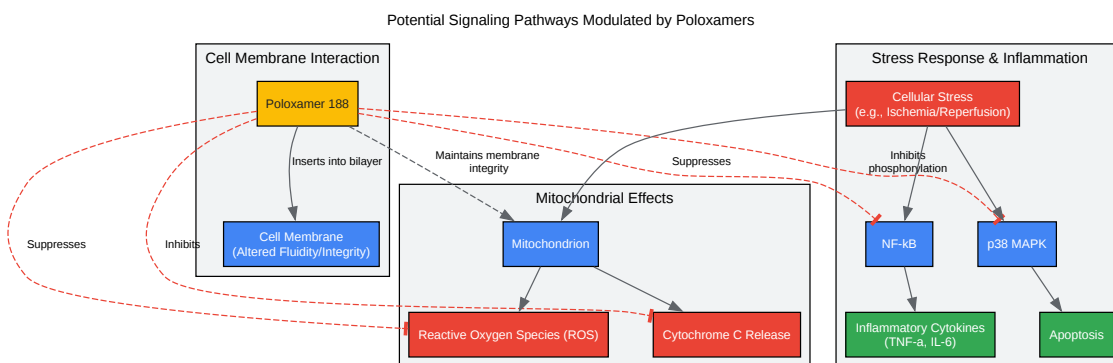 Potential Signaling Pathways Modulated by Poloxamers
Cell Membrane Interaction
Stress Response & Inflammation
Poloxamer 188
Cellular Stress
(e.g., Ischemia/Reperfusion)
Inserts into bilayer
Maintains membrane
integrity
Suppresses
Inhibits
phosphorylation
Mitochondrial Effects
Suppresses
Inhibits
Cell Membrane
(Altered Fluidity/Integrity)
Mitochondrion
NF-kB
p38 MAPK
Reactive Oxygen Species (ROS)
Cytochrome C Release
Inflammatory Cytokines
(TNF-a, IL-6)
Apoptosis